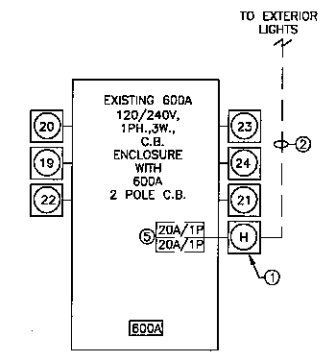 TO EXTERIOR
LIGHTS
EXISTING 600A
120/240V,
1PH.,3W.,
C.B.
ENCLOSURE
WITH
600A
2 POLE C.B.
20
19
22
23
24
21
2
5
20A/1P
20A/1P
H
1
600A